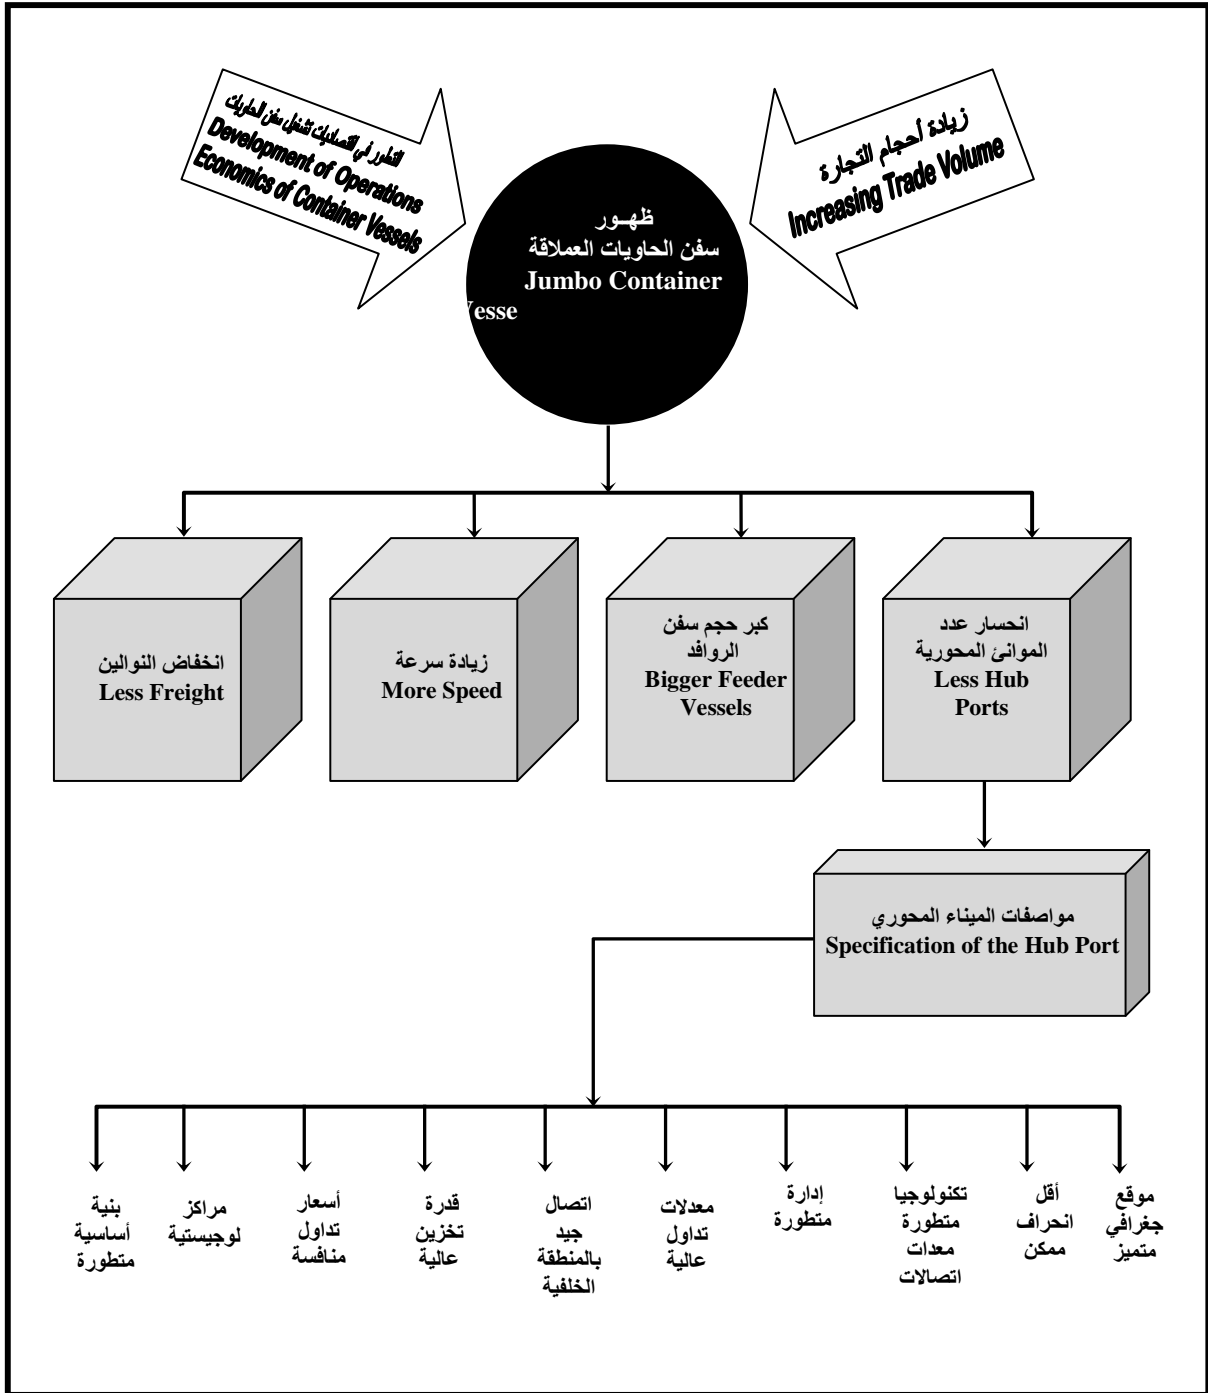 التطور في اقتصاديات تشغيل سفن الحاويات
Development of Operations
Economics of Container Vessels
زيادة أحجام التجارة
Increasing Trade Volume
ظهــور
سفن الحاويات العملاقة
Jumbo Container
Vesse
انحسار عدد
الموانئ المحورية
Less Hub
Ports
كبر حجم سفن
الروافد
Bigger Feeder
Vessels
زيادة سرعة
More Speed
انخفاض النوالين
Less Freight
مواصفات الميناء المحوري
Specification of the Hub Port
موقع
جغرافي
متميز
أقل
انحراف
ممكن
تكنولوجيا
متطورة
معدات
اتصالات
إدارة
متطورة
معدلات
تداول
عالية
اتصال
جيد
بالمنطقة
الخلفية
قدرة
تخزين
عالية
أسعار
تداول
منافسة
مراكز
لوجيستية
بنية
أساسية
متطورة